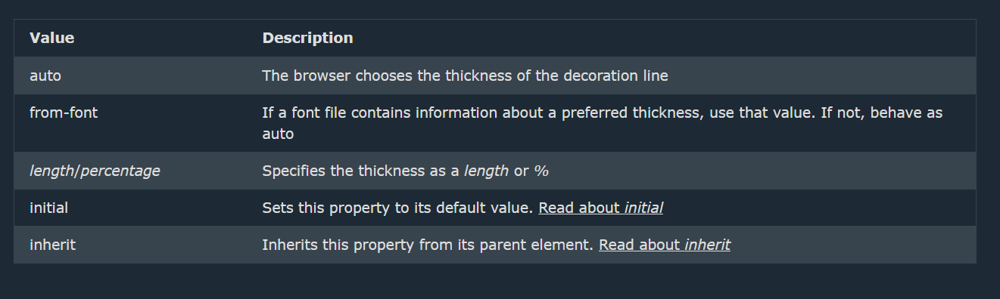 Value Description
auto The browser chooses the thickness of the decoration line
from-font If a font file contains information about a preferred thickness, use that value. If not, behave as
auto
length/percentage Specifies the thickness as a length or %
initial Sets this property to its default value. Read about initial
inherit Inherits this property from its parent element. Read about inherit